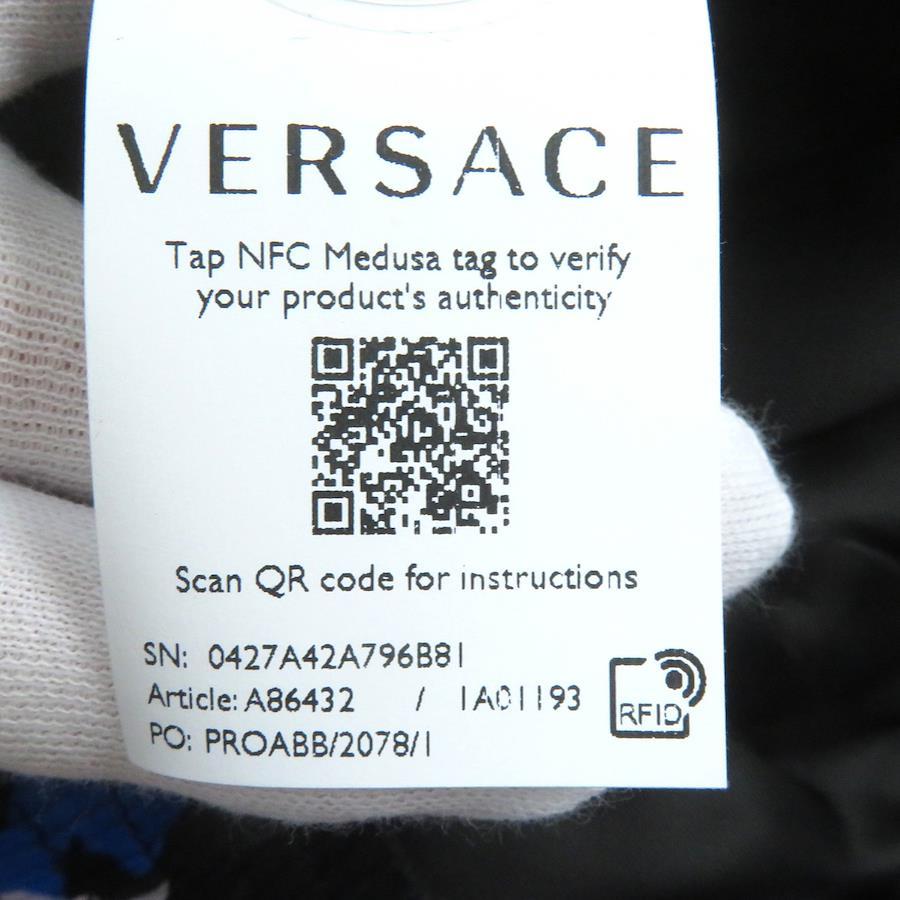 VERSACE
Tap NFC Medusa tag to verify
your product's authenticity
Scan QR code for instructions
SN: 0427A42A796B81
Article: A86432 / 1A01193
PO: PROABB/2078/1
RFID